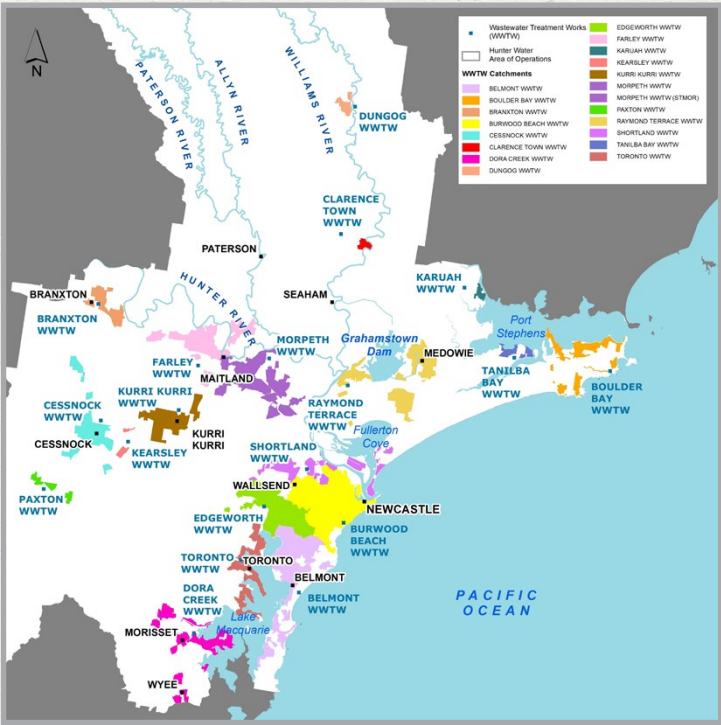 N
PATERSON RIVER
ALLYN RIVER
WILLIAMS RIVER
Wastewater Treatment Works
(WWTW)
Hunter Water
Area of Operations
WWTW Catchments
BELMONT WWTW
BOULDER BAY WWTW
BRANXTON WWTW
BURWOOD BEACH WWTW
CESSNOCK WWTW
CLARENCE TOWN WWTW
DORA CREEK WWTW
DUNGOG WWTW
EDGEWORTH WWTW
FARLEY WWTW
KARUAH WWTW
KEARSLEY WWTW
KURRI KURRI WWTW
MORPETH WWTW
MORPETH WWTW (STMOR)
PAXTON WWTW
RAYMOND TERRACE WWTW
SHORTLAND WWTW
TANILBA BAY WWTW
TORONTO WWTW
DUNGOG
WWTW
CLARENCE
TOWN
WWTW
PATERSON
HUNTER RIVER
BRANXTON
BRANXTON
WWTW
SEAHAM
KARUAH
WWTW
Port
Stephens
Grahamstown
Dam
MORPETH
WWTW
FARLEY
WWTW
MAITLAND
MEDOWIE
TANILBA
BAY
WWTW
BOULDER
BAY
WWTW
KURRI KURRI
WWTW
CESSNOCK
WWTW
CESSNOCK
KURRI
KURRI
KEARSLEY
WWTW
RAYMOND
TERRACE
WWTW
Fullerton
Cove
SHORTLAND
WWTW
PAXTON
WWTW
WALLSEND
NEWCASTLE
EDGEWORTH
WWTW
BURWOOD
BEACH
WWTW
TORONTO
WWTW
TORONTO
BELMONT
BELMONT
WWTW
DORA
CREEK
WWTW
Lake
Macquarie
MORISSET
WYEE
PACIFIC
OCEAN